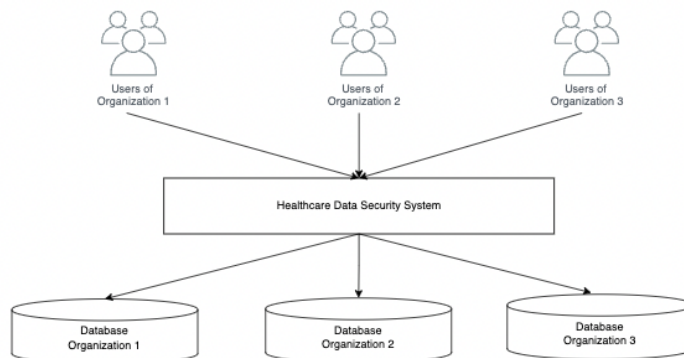 Users of
Organization 1
Users of
Organization 2
Users of
Organization 3
Healthcare Data Security System
Database
Organization 1
Database
Organization 2
Database
Organization 3